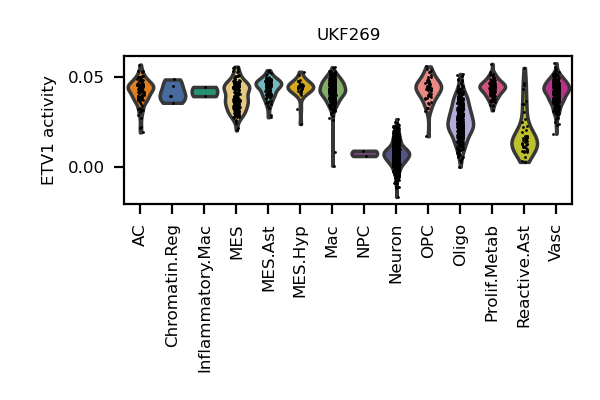 UKF269
ETV1 activity
0.05
0.00
AC
Chromatin.Reg
Inflammatory.Mac
MES
MES.Ast
MES.Hyp
Mac
NPC
Neuron
OPC
Oligo
Prolif.Metab
Reactive.Ast
Vasc